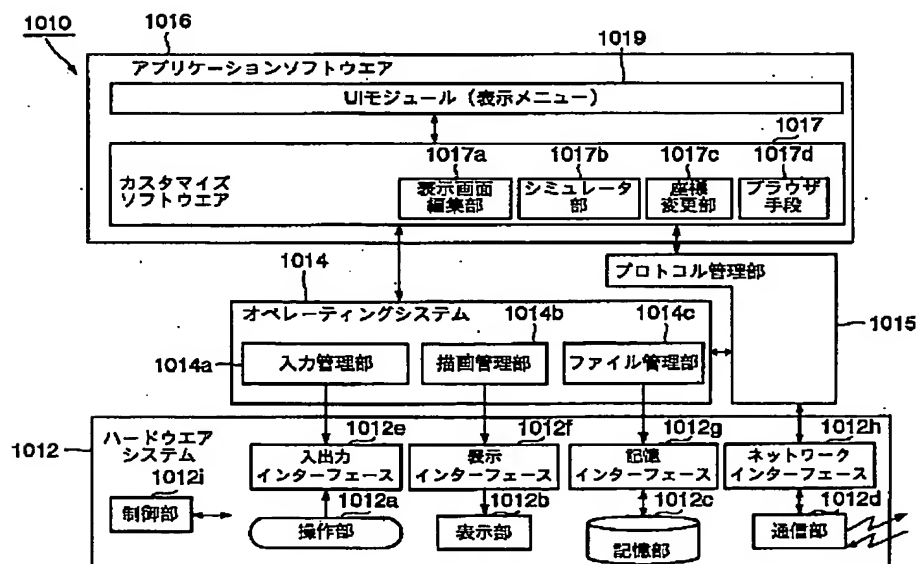 1010
1016
1019
アプリケーションソフトウエア
UIモジュール(表示メニュー)
1017
1017a
1017b
1017c
1017d
カスタマイズ
ソフトウエア
表示画面
編集部
シミュレータ
部
座標
変更部
ブラウザ
手段
1014
プロトコル管理部
1015
オペレーティングシステム
1014a
1014b
1014c
入力管理部
描画管理部
ファイル管理部
1012
ハードウエア
システム
1012e
1012f
1012g
1012h
入出力
インターフェース
表示
インターフェース
記憶
インターフェース
ネットワーク
インターフェース
1012i
制御部
1012a
操作部
1012b
表示部
1012c
記憶部
1012d
通信部